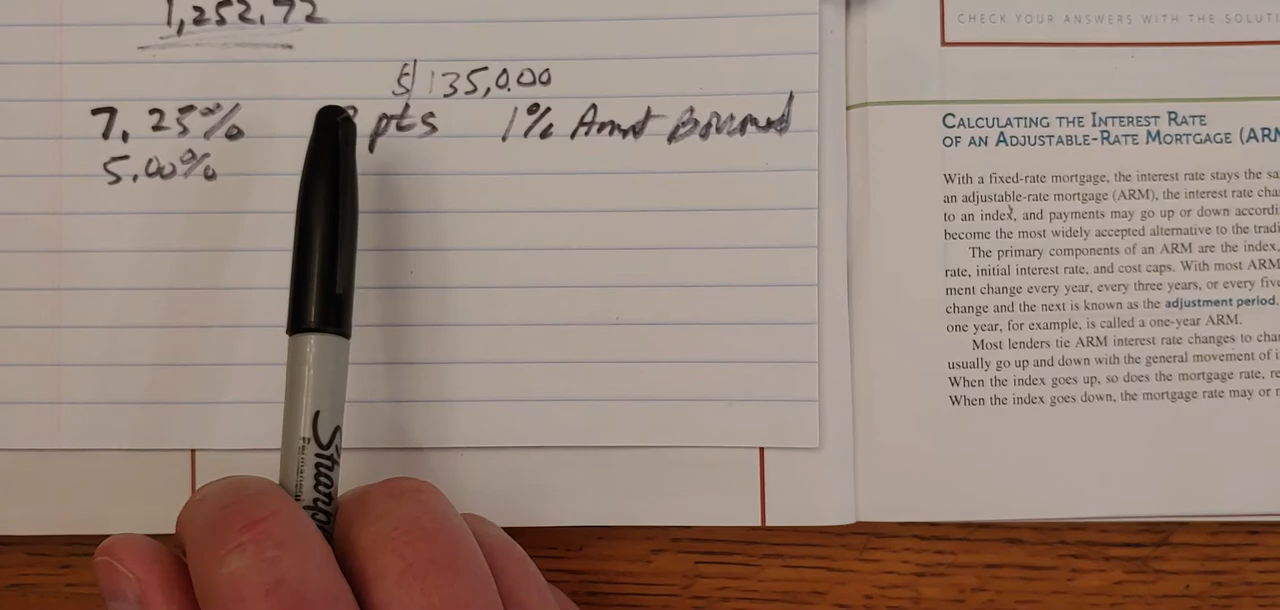 1,252.92
$135,000
7.25% pts 1% Amnt Borrowed
5.00%
Sharp
CHECK YOUR ANSWERS WITH THE SOLUTI
CALCULATING THE INTEREST RATE
OF AN ADJUSTABLE-RATE MORTGAGE (ARM
With a fixed-rate mortgage, the interest rate stays the sa
an adjustable-rate mortgage (ARM), the interest rate cha
to an index, and payments may go up or down accordi
become the most widely accepted alternative to the tradi
The primary components of an ARM are the index,
rate, initial interest rate, and cost caps. With most ARM
ment change every year, every three years, or every five
change and the next is known as the adjustment period.
one year, for example, is called a one-year ARM.
Most lenders tie ARM interest rate changes to cha
usually go up and down with the general movement of i
When the index goes up, so does the mortgage rate, re
When the index goes down, the mortgage rate may or n